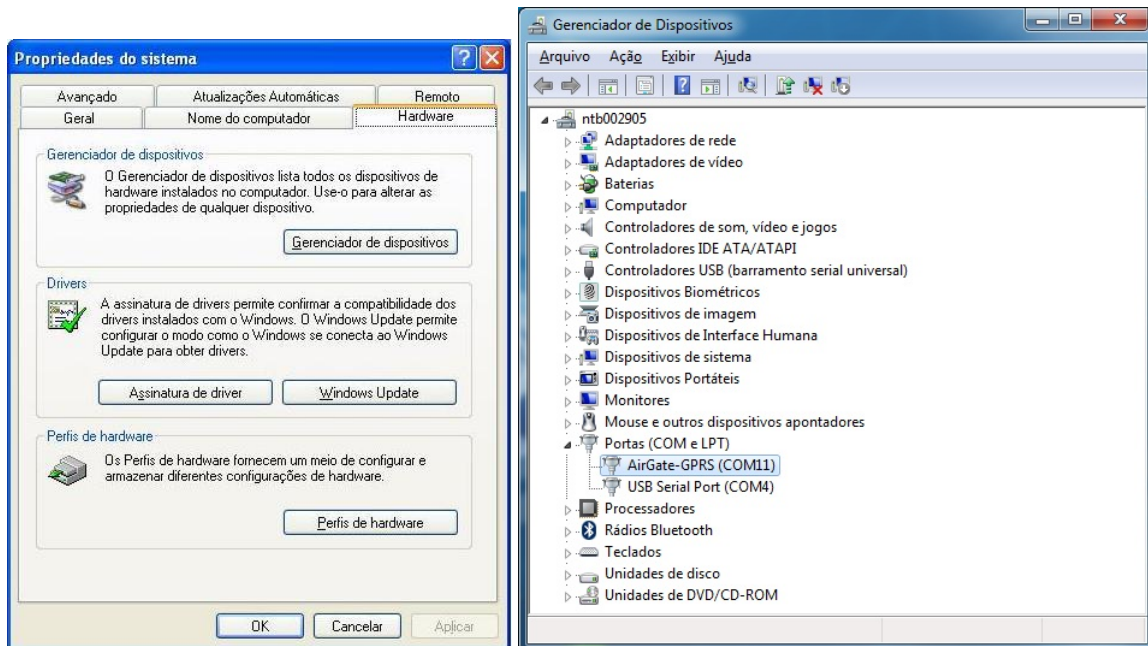 Propriedades do sistema
Avançado
Atualizações Automáticas
Remoto
Geral
Nome do computador
Hardware
Gerenciador de dispositivos
O Gerenciador de dispositivos lista todos os dispositivos de
hardware instalados no computador. Use-o para alterar as
propriedades de qualquer dispositivo.
Gerenciador de dispositivos
Drivers
A assinatura de drivers permite confirmar a compatibilidade dos
drivers instalados com o Windows. O Windows Update permite
configurar o modo como o Windows se conecta ao Windows
Update para obter drivers.
Assinatura de driver
Windows Update
Perfis de hardware
Os Perfis de hardware fornecem um meio de configurar e
armazenar diferentes configurações de hardware.
Perfis de hardware
OK
Cancelar
Aplicar
Gerenciador de Dispositivos
Arquivo Ação Exibir Ajuda
ntb002905
Adaptadores de rede
Adaptadores de vídeo
Baterias
Computador
Controladores de som, vídeo e jogos
Controladores IDE ATA/ATAPI
Controladores USB (barramento serial universal)
Dispositivos Biométricos
Dispositivos de imagem
Dispositivos de Interface Humana
Dispositivos de sistema
Dispositivos Portáteis
Monitores
Mouse e outros dispositivos apontadores
Portas (COM e LPT)
AirGate-GPRS (COM11)
USB Serial Port (COM4)
Processadores
Rádios Bluetooth
Teclados
Unidades de disco
Unidades de DVD/CD-ROM